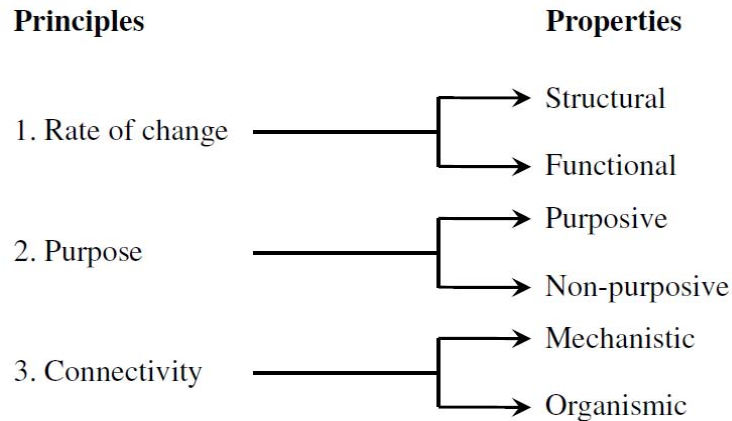 Principles
Properties
1. Rate of change
Structural
Functional
2. Purpose
Purposive
Non-purposive
3. Connectivity
Mechanistic
Organismic